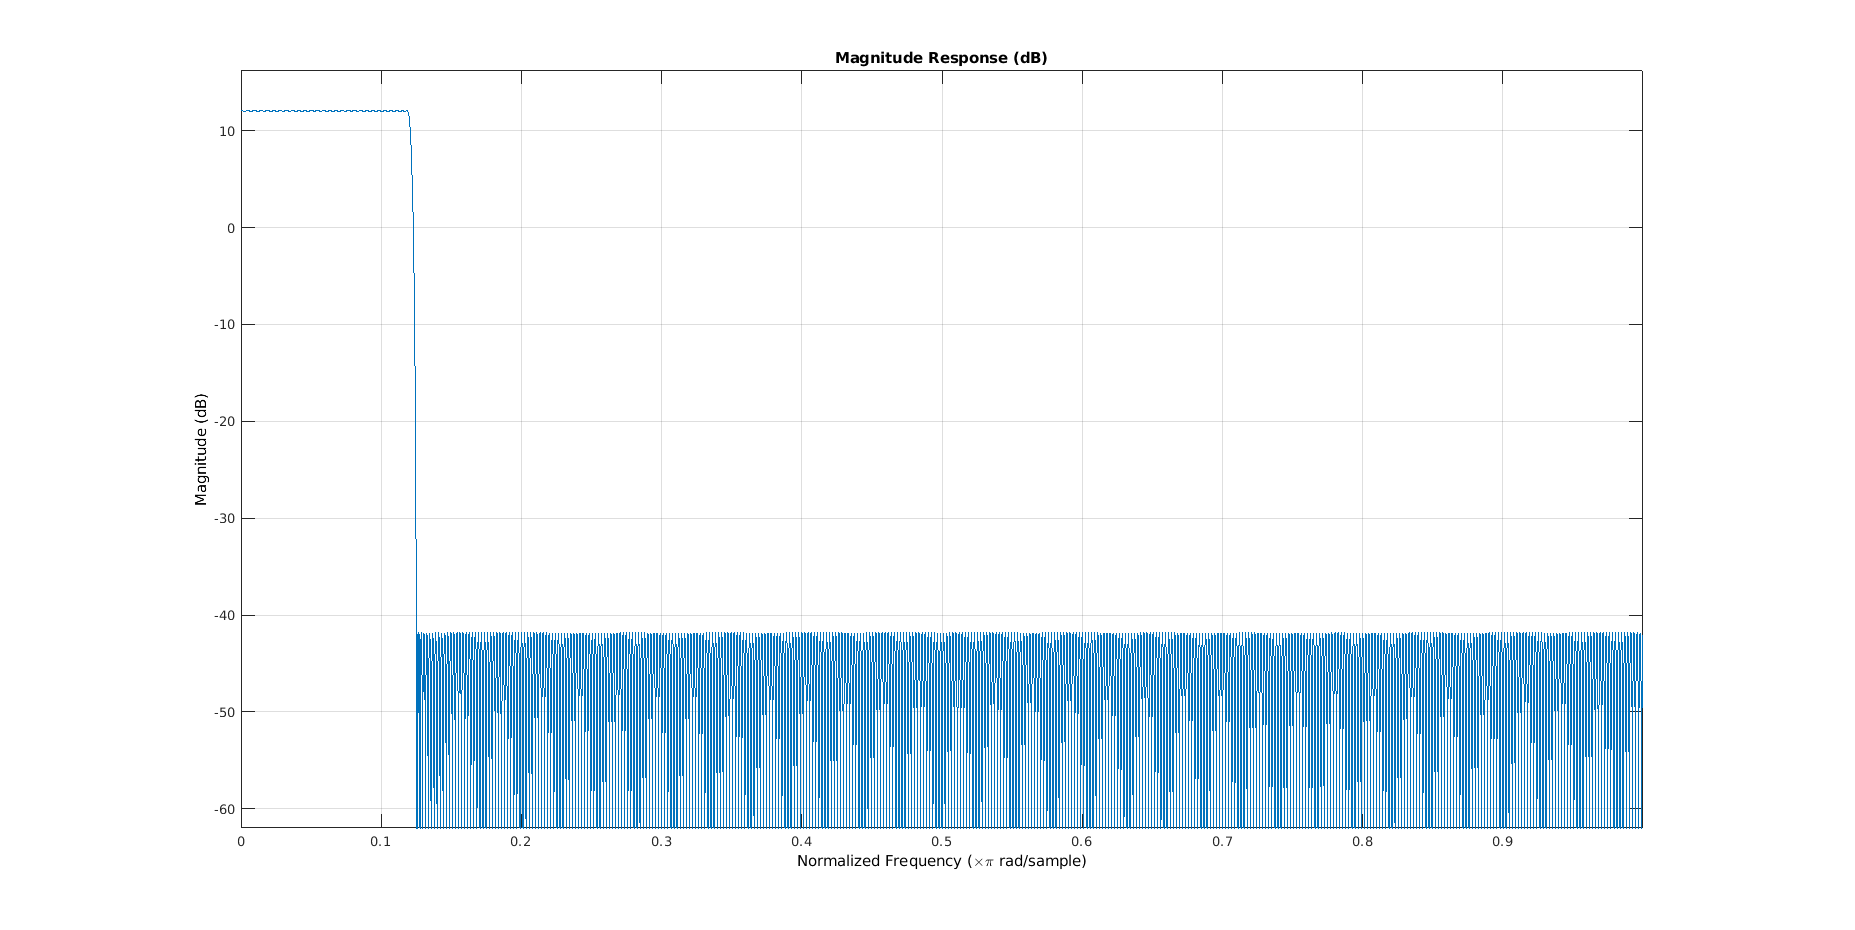 Magnitude Response (dB)
10
0
-10
-20
-30
-40
-50
-60
Magnitude (dB)
0 0.1 0.2 0.3 0.4 0.5 0.6 0.7 0.8 0.9
Normalized Frequency (×π rad/sample)